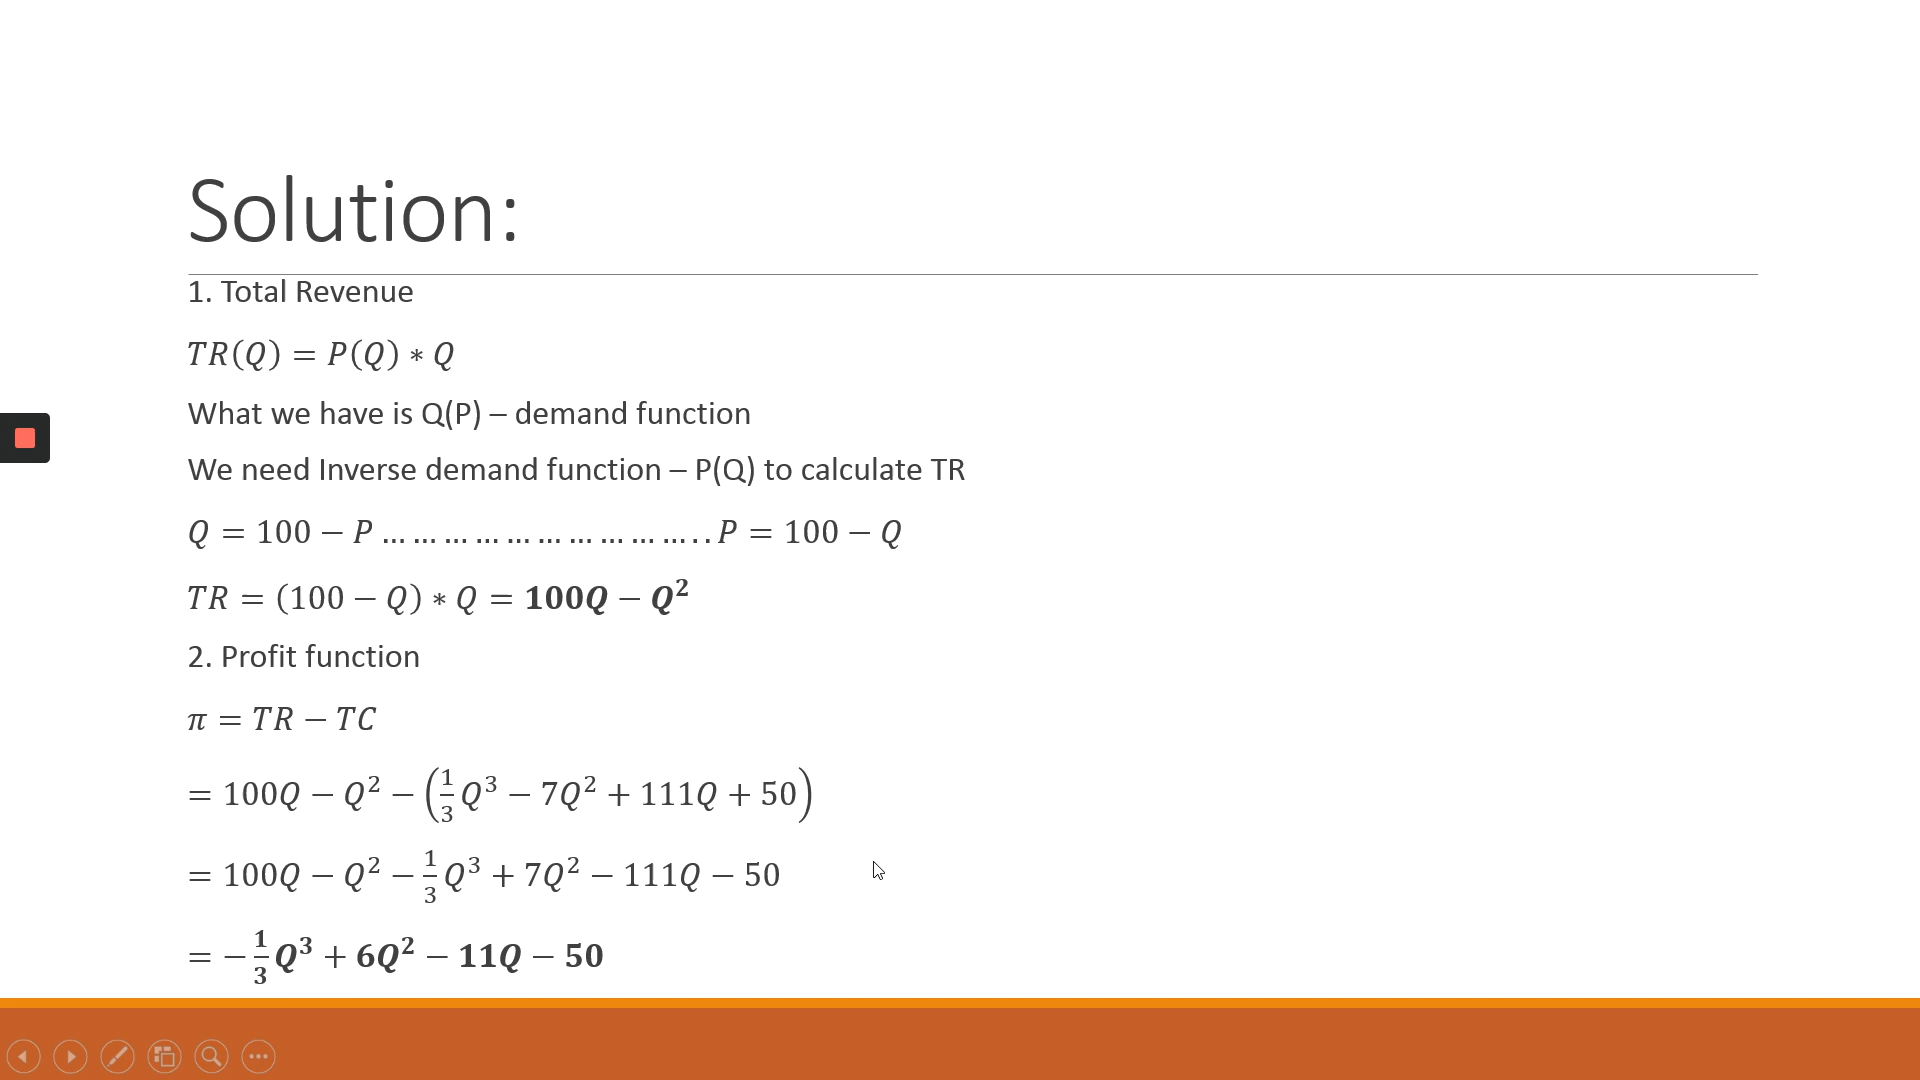 Solution:
1. Total Revenue
TR(Q) = P(Q) ∗ Q
What we have is Q(P) – demand function
We need Inverse demand function – P(Q) to calculate TR
Q = 100 − P … … … … … … … … … … . . P = 100 − Q
TR = (100 − Q) ∗ Q = 100Q − Q²
2. Profit function
π = TR − TC
= 100Q − Q² − (1/3 Q³ − 7Q² + 111Q + 50)
= 100Q − Q² − 1/3 Q³ + 7Q² − 111Q − 50
= − 1/3 Q³ + 6Q² − 11Q − 50